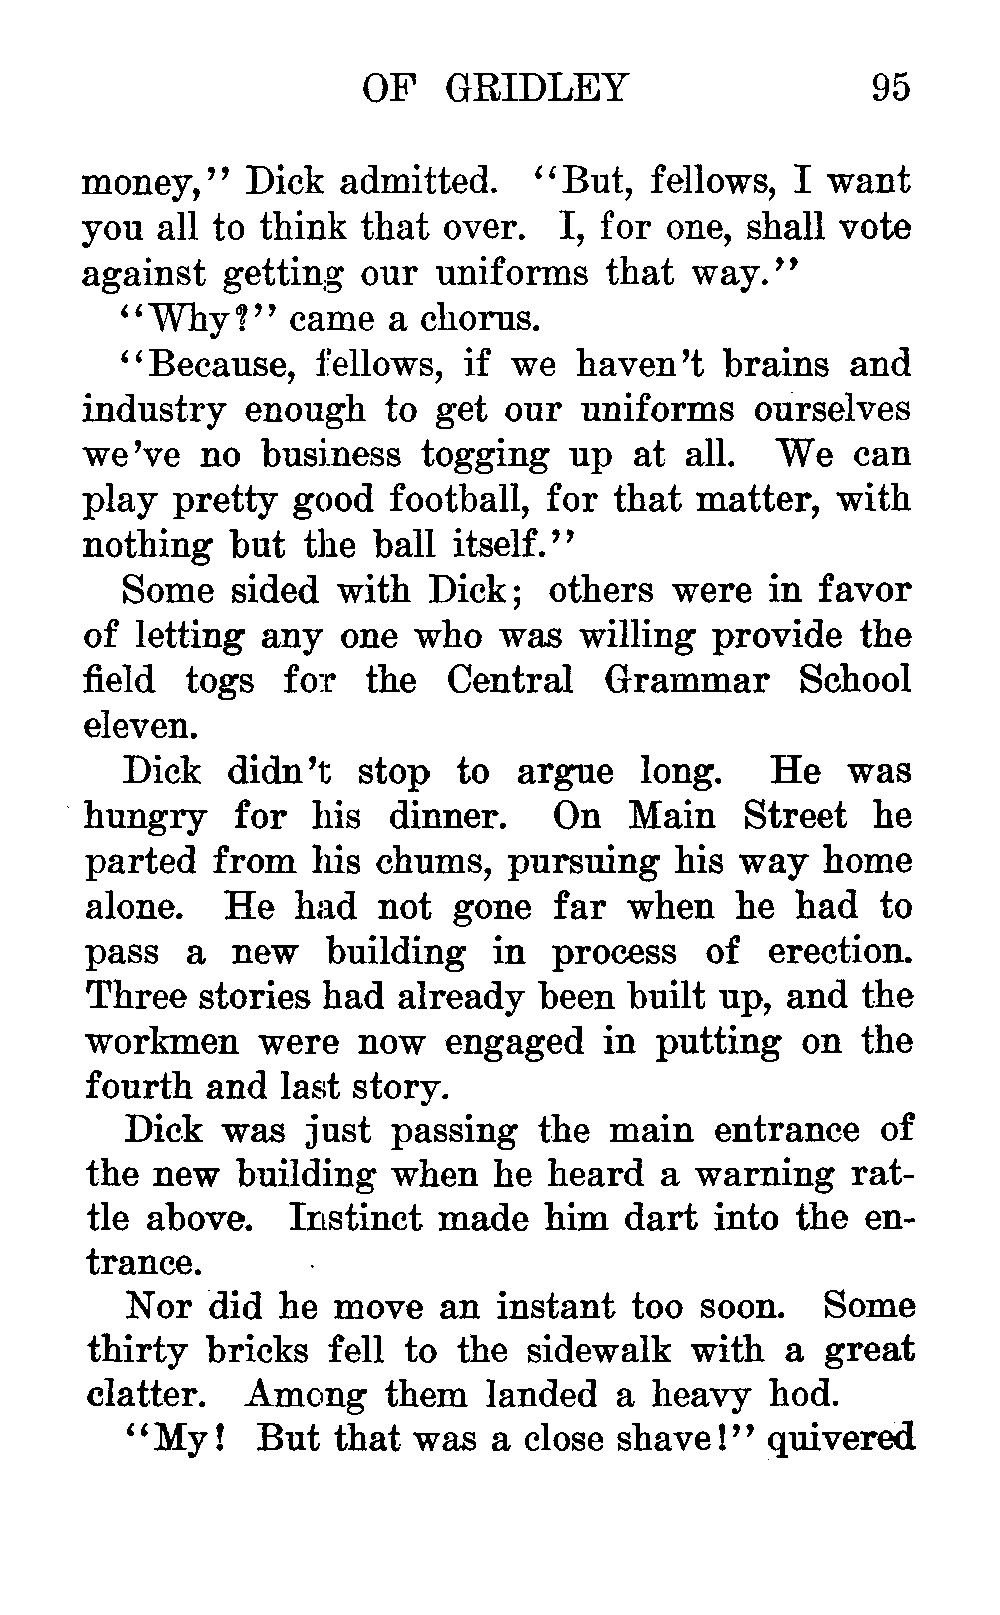 OF GRIDLEY 95
money," Dick admitted. "But, fellows, I want
you all to think that over. I, for one, shall vote
against getting our uniforms that way."
"Why?" came a chorus.
"Because, fellows, if we haven't brains and
industry enough to get our uniforms ourselves
we've no business togging up at all. We can
play pretty good football, for that matter, with
nothing but the ball itself."
Some sided with Dick; others were in favor
of letting any one who was willing provide the
field togs for the Central Grammar School
eleven.
Dick didn't stop to argue long. He was
hungry for his dinner. On Main Street he
parted from his chums, pursuing his way home
alone. He had not gone far when he had to
pass a new building in process of erection.
Three stories had already been built up, and the
workmen were now engaged in putting on the
fourth and last story.
Dick was just passing the main entrance of
the new building when he heard a warning rat-
tle above. Instinct made him dart into the en-
trance.
Nor did he move an instant too soon. Some
thirty bricks fell to the sidewalk with a great
clatter. Among them landed a heavy hod.
"My! But that was a close shave!" quivered